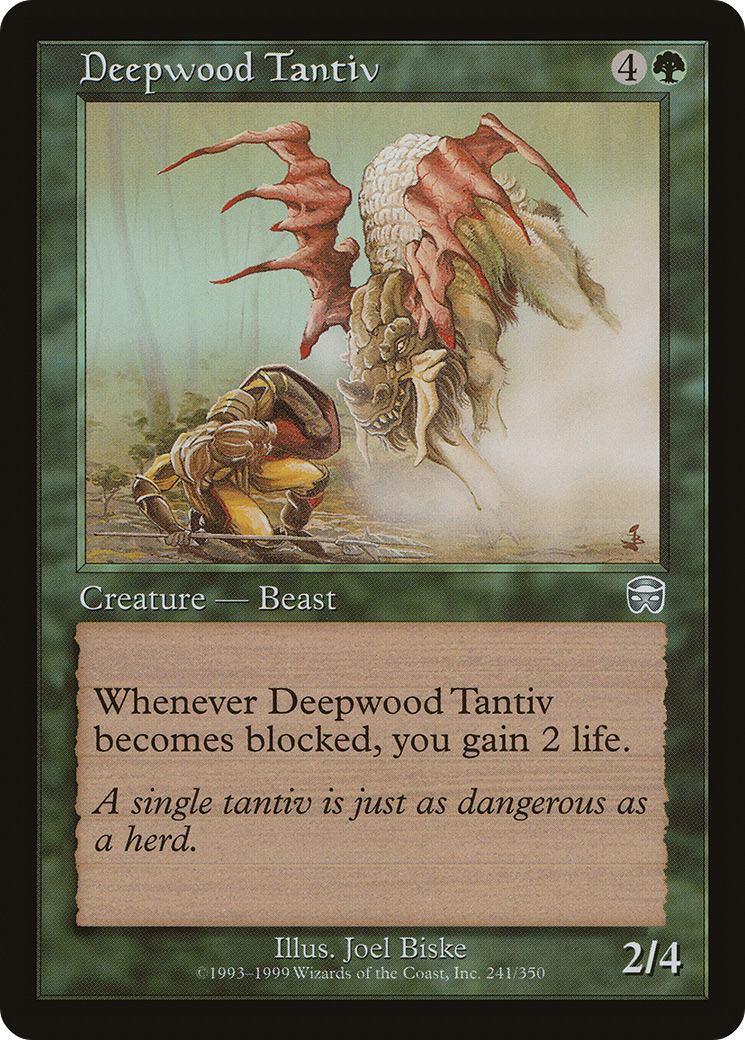 Deepwood Tantiv
4
Creature — Beast
Whenever Deepwood Tantiv
becomes blocked, you gain 2 life.
A single tantiv is just as dangerous as
a herd.
Illus. Joel Biske
©1993–1999 Wizards of the Coast, Inc. 241/350
2/4